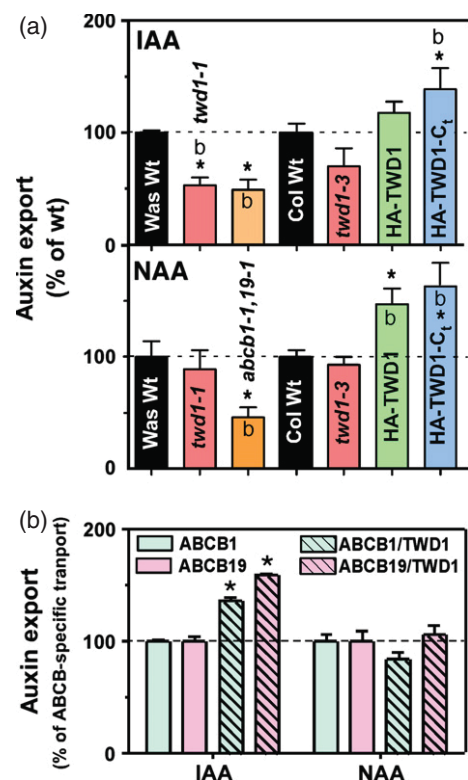 (a)
IAA
Auxin export
(% of wt)
200
100
0
Was Wt
twd1-1
b
*
*
b
Col Wt
twd1-3
HA-TWD1
b
*
HA-TWD1-Ct
NAA
200
100
0
Was Wt
twd1-1
abcb1-1,19-1
*
b
Col Wt
twd1-3
*
b
HA-TWD1
b
*
HA-TWD1-Ct
(b)
Auxin export
(% of ABCB-specific tranport)
200
100
0
ABCB1 ABCB1/TWD1
ABCB19 ABCB19/TWD1
* *
IAA NAA